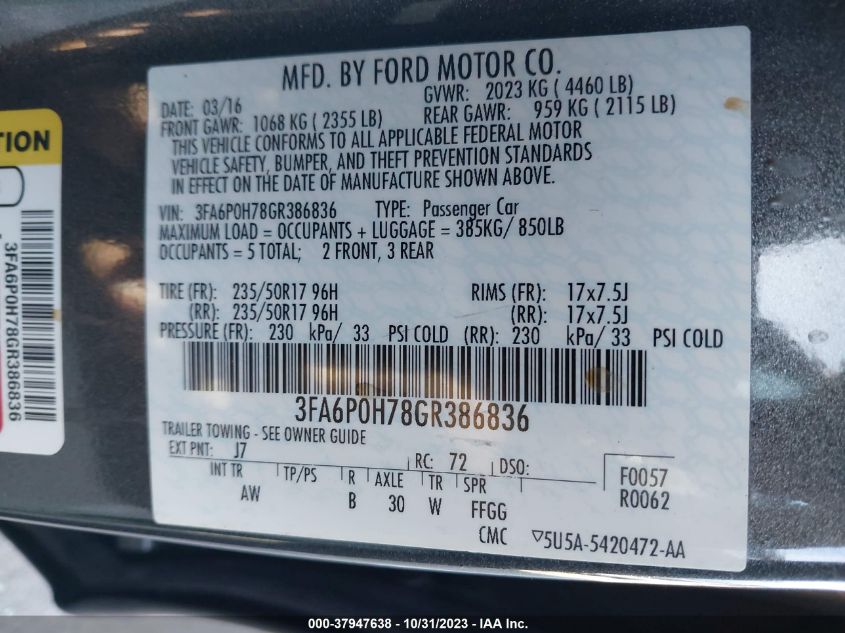 MFD. BY FORD MOTOR CO.
DATE: 03/16 GVWR: 2023 KG ( 4460 LB)
FRONT GAWR: 1068 KG ( 2355 LB) REAR GAWR: 959 KG ( 2115 LB)
THIS VEHICLE CONFORMS TO ALL APPLICABLE FEDERAL MOTOR
VEHICLE SAFETY, BUMPER, AND THEFT PREVENTION STANDARDS
IN EFFECT ON THE DATE OF MANUFACTURE SHOWN ABOVE.
VIN: 3FA6P0H78GR386836 TYPE: Passenger Car
MAXIMUM LOAD = OCCUPANTS + LUGGAGE = 385KG/ 850LB
OCCUPANTS = 5 TOTAL; 2 FRONT, 3 REAR
TIRE (FR): 235/50R17 96H RIMS (FR): 17x7.5J
(RR): 235/50R17 96H (RR): 17x7.5J
PRESSURE (FR): 230 kPa/ 33 PSI COLD (RR): 230 kPa/ 33 PSI COLD
3FA6P0H78GR386836
TRAILER TOWING - SEE OWNER GUIDE
EXT PNT: J7 RC: 72 DSO:
INT TR TP/PS R AXLE TR SPR
AW B 30 W FFGG
F0057
R0062
CMC ▽5U5A-5420472-AA
TION
3FA6P0H78GR386836
000-37947638 - 10/31/2023 - IAA Inc.